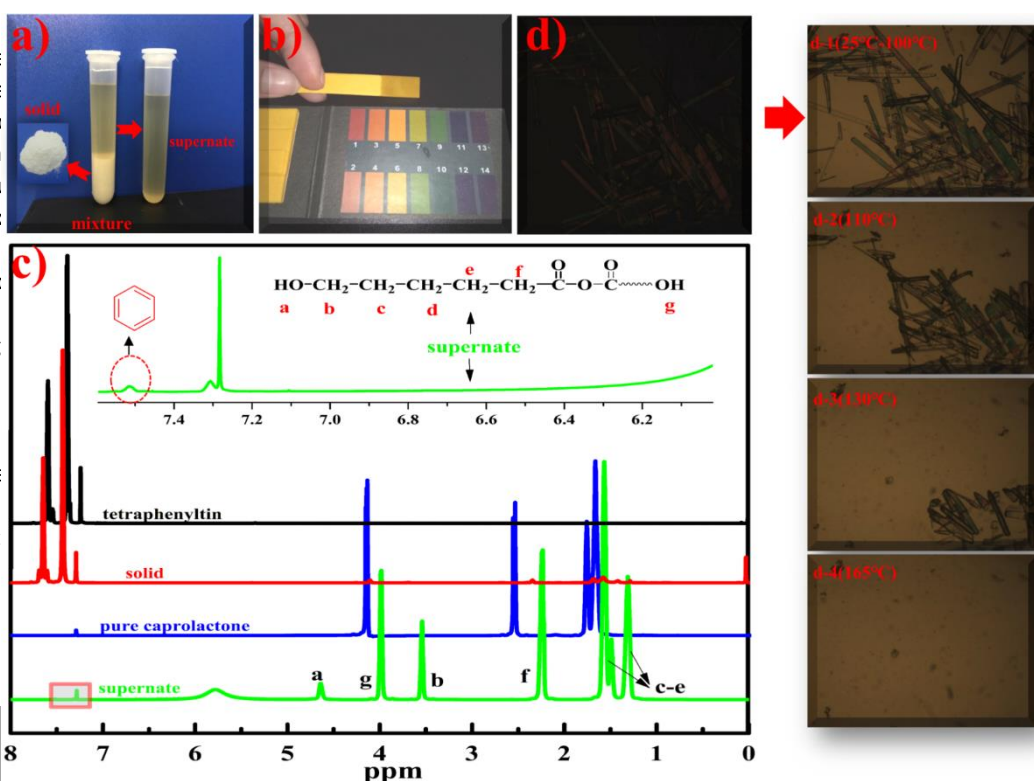 a)
solid
supernate
mixture
b)
1 3 5 7 9 11 13
2 4 6 8 10 12 14
d)
d-1(25°C-100°C)
d-2(110°C)
d-3(130°C)
d-4(165°C)
c)
HO-CH₂-CH₂-CH₂-CH₂-CH₂-C-O-C~OH
O O
a b c d e f g
supernate
7.4 7.2 7.0 6.8 6.6 6.4 6.2
tetraphenyltin
solid
pure caprolactone
supernate
a
g
b
f
c-e
8 7 6 5 4 3 2 1 0
ppm